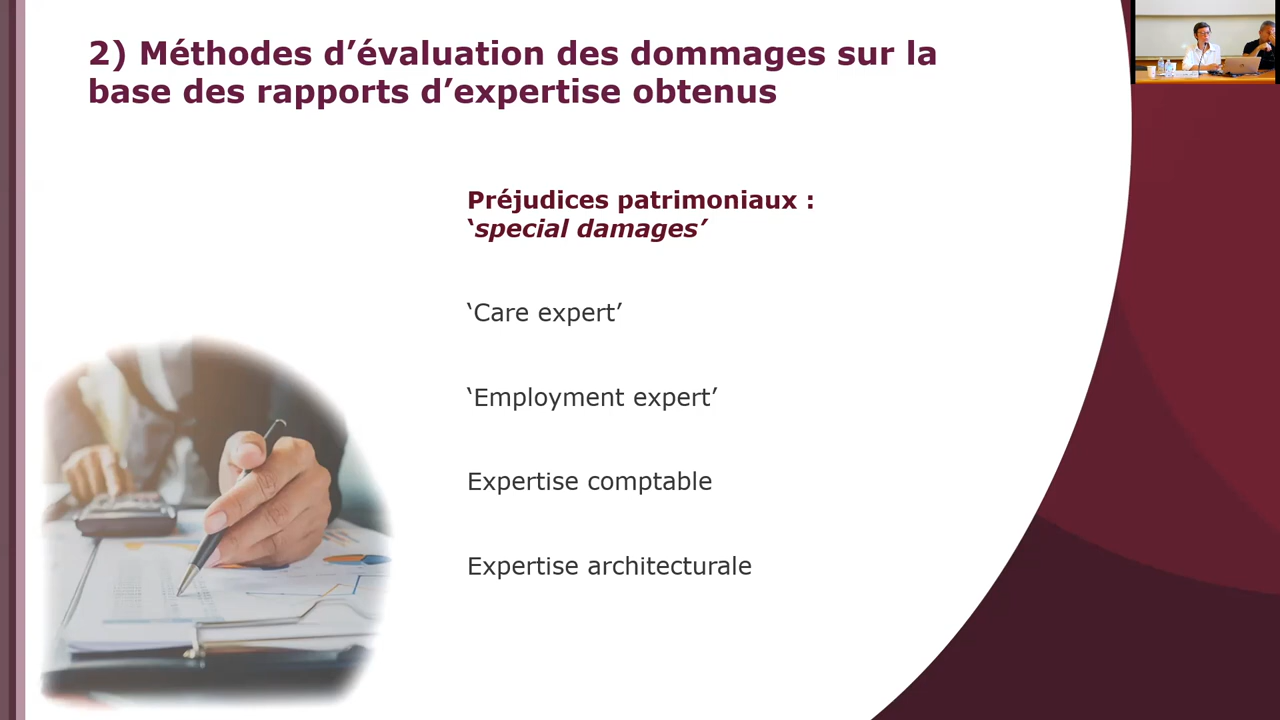 2) Méthodes d’évaluation des dommages sur la
base des rapports d’expertise obtenus
Préjudices patrimoniaux :
‘special damages’
‘Care expert’
‘Employment expert’
Expertise comptable
Expertise architecturale